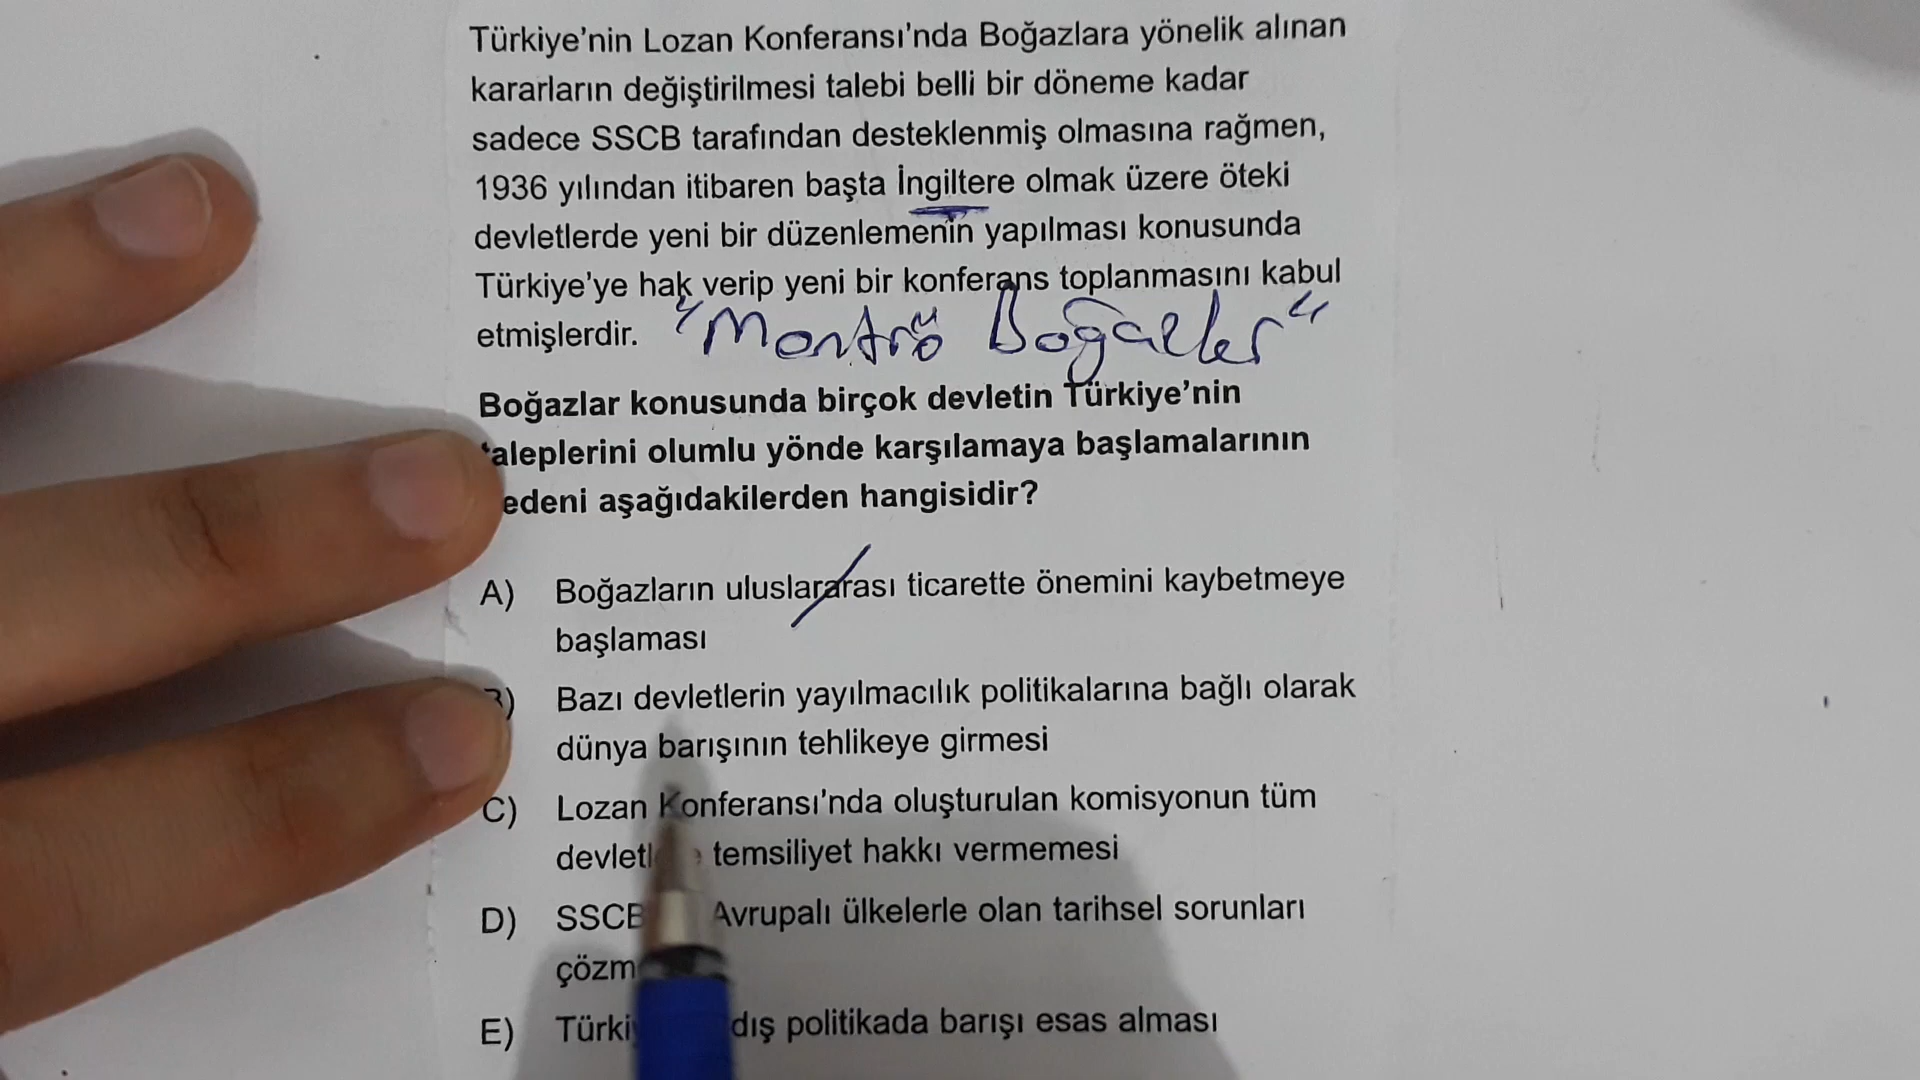 Türkiye'nin Lozan Konferansı'nda Boğazlara yönelik alınan
kararların değiştirilmesi talebi belli bir döneme kadar
sadece SSCB tarafından desteklenmiş olmasına rağmen,
1936 yılından itibaren başta İngiltere olmak üzere öteki
devletlerde yeni bir düzenlemenin yapılması konusunda
Türkiye'ye hak verip yeni bir konferans toplanmasını kabul
etmişlerdir. "Montrö Boğazlar"
Boğazlar konusunda birçok devletin Türkiye'nin
taleplerini olumlu yönde karşılamaya başlamalarının
edeni aşağıdakilerden hangisidir?
A) Boğazların uluslararası ticarette önemini kaybetmeye
başlaması
B) Bazı devletlerin yayılmacılık politikalarına bağlı olarak
dünya barışının tehlikeye girmesi
C) Lozan Konferansı'nda oluşturulan komisyonun tüm
temsiliyet hakkı vermemesi
D) SSCB Avrupalı ülkelerle olan tarihsel sorunları
E) dış politikada barışı esas alması